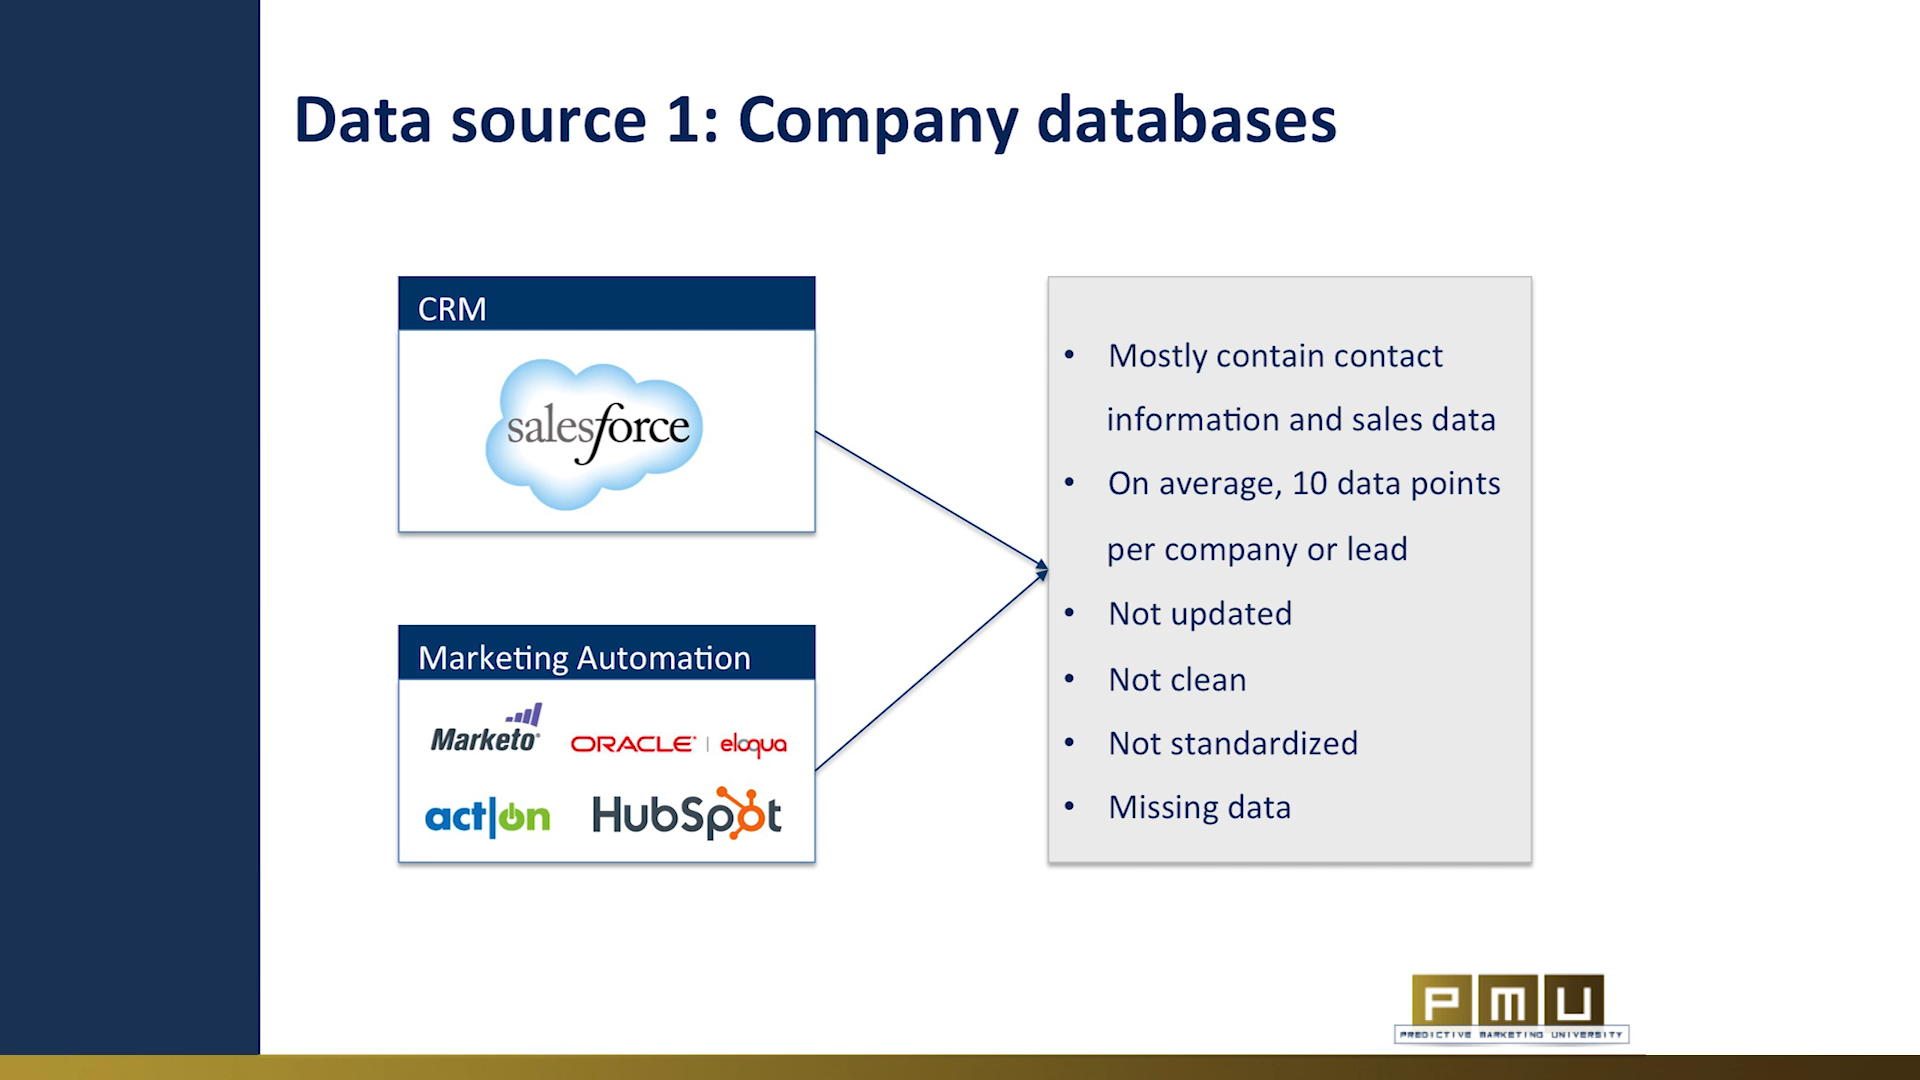 Data source 1: Company databases
CRM
salesforce
Marketing Automation
Marketo
ORACLE | eloqua
act|on
HubSpot
• Mostly contain contact
information and sales data
• On average, 10 data points
per company or lead
• Not updated
• Not clean
• Not standardized
• Missing data
PMU
PREDICTIVE MARKETING UNIVERSITY